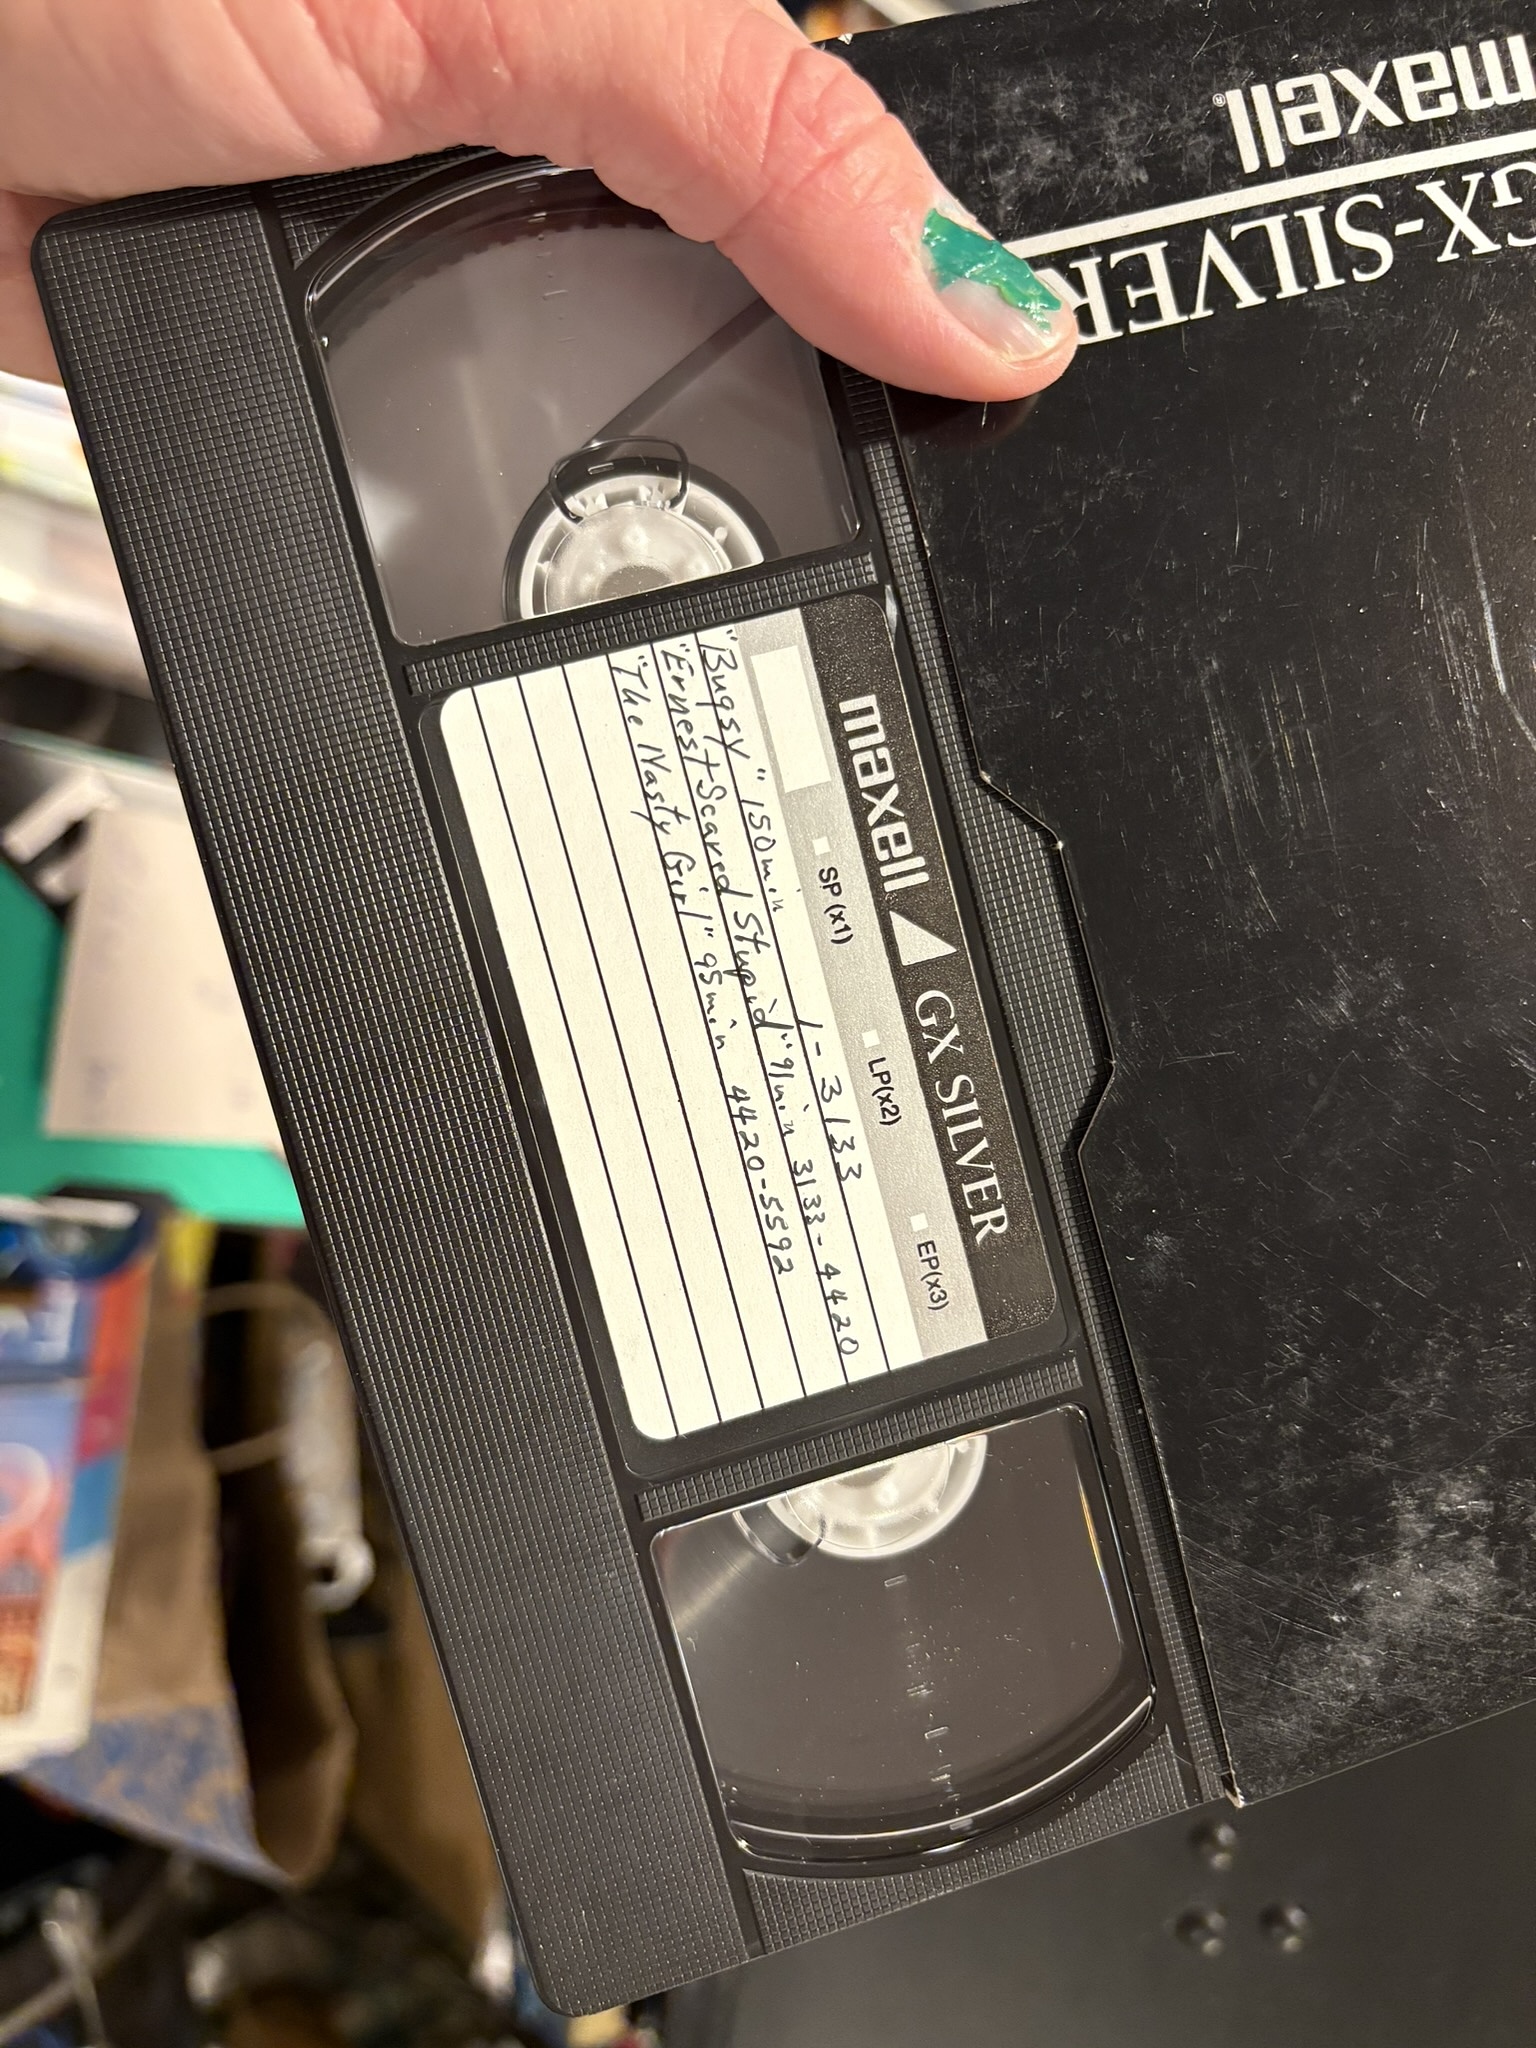 maxell
GX-SILVER
maxell GX SILVER
SP (x1) LP(x2) EP(x3)
"Bugsy" 150min 1-3133
"Ernest Scared Stupid" 91min 3133-4420
"The Nasty Girl" 95min 4420-5592